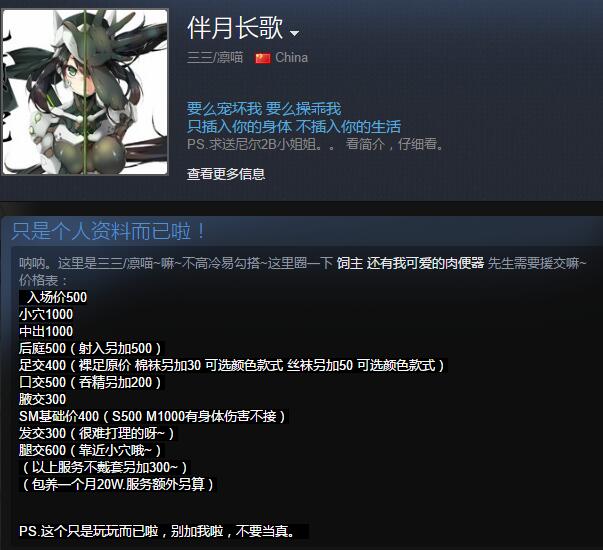 伴月长歌
三三/凛喵 China
要么宠坏我 要么操乖我
只插入你的身体 不插入你的生活
PS.求送尼尔2B小姐姐。。 看简介，仔细看。
查看更多信息
只是个人资料而已啦！
呐呐。这里是三三/凛喵~嘛~不高冷易勾搭~这里圈一下 饲主 还有我可爱的肉便器 先生需要援交嘛~
价格表：
入场价500
小穴1000
中出1000
后庭500（射入另加500）
足交400（裸足原价 棉袜另加30 可选颜色款式 丝袜另加50 可选颜色款式）
口交500（吞精另加200）
腋交300
SM基础价400（S500 M1000有身体伤害不接）
发交300（很难打理的呀~）
腿交600（靠近小穴哦~）
（以上服务不戴套另加300~）
（包养一个月20W.服务额外另算）
PS.这个只是玩玩而已啦，别加我啦，不要当真。